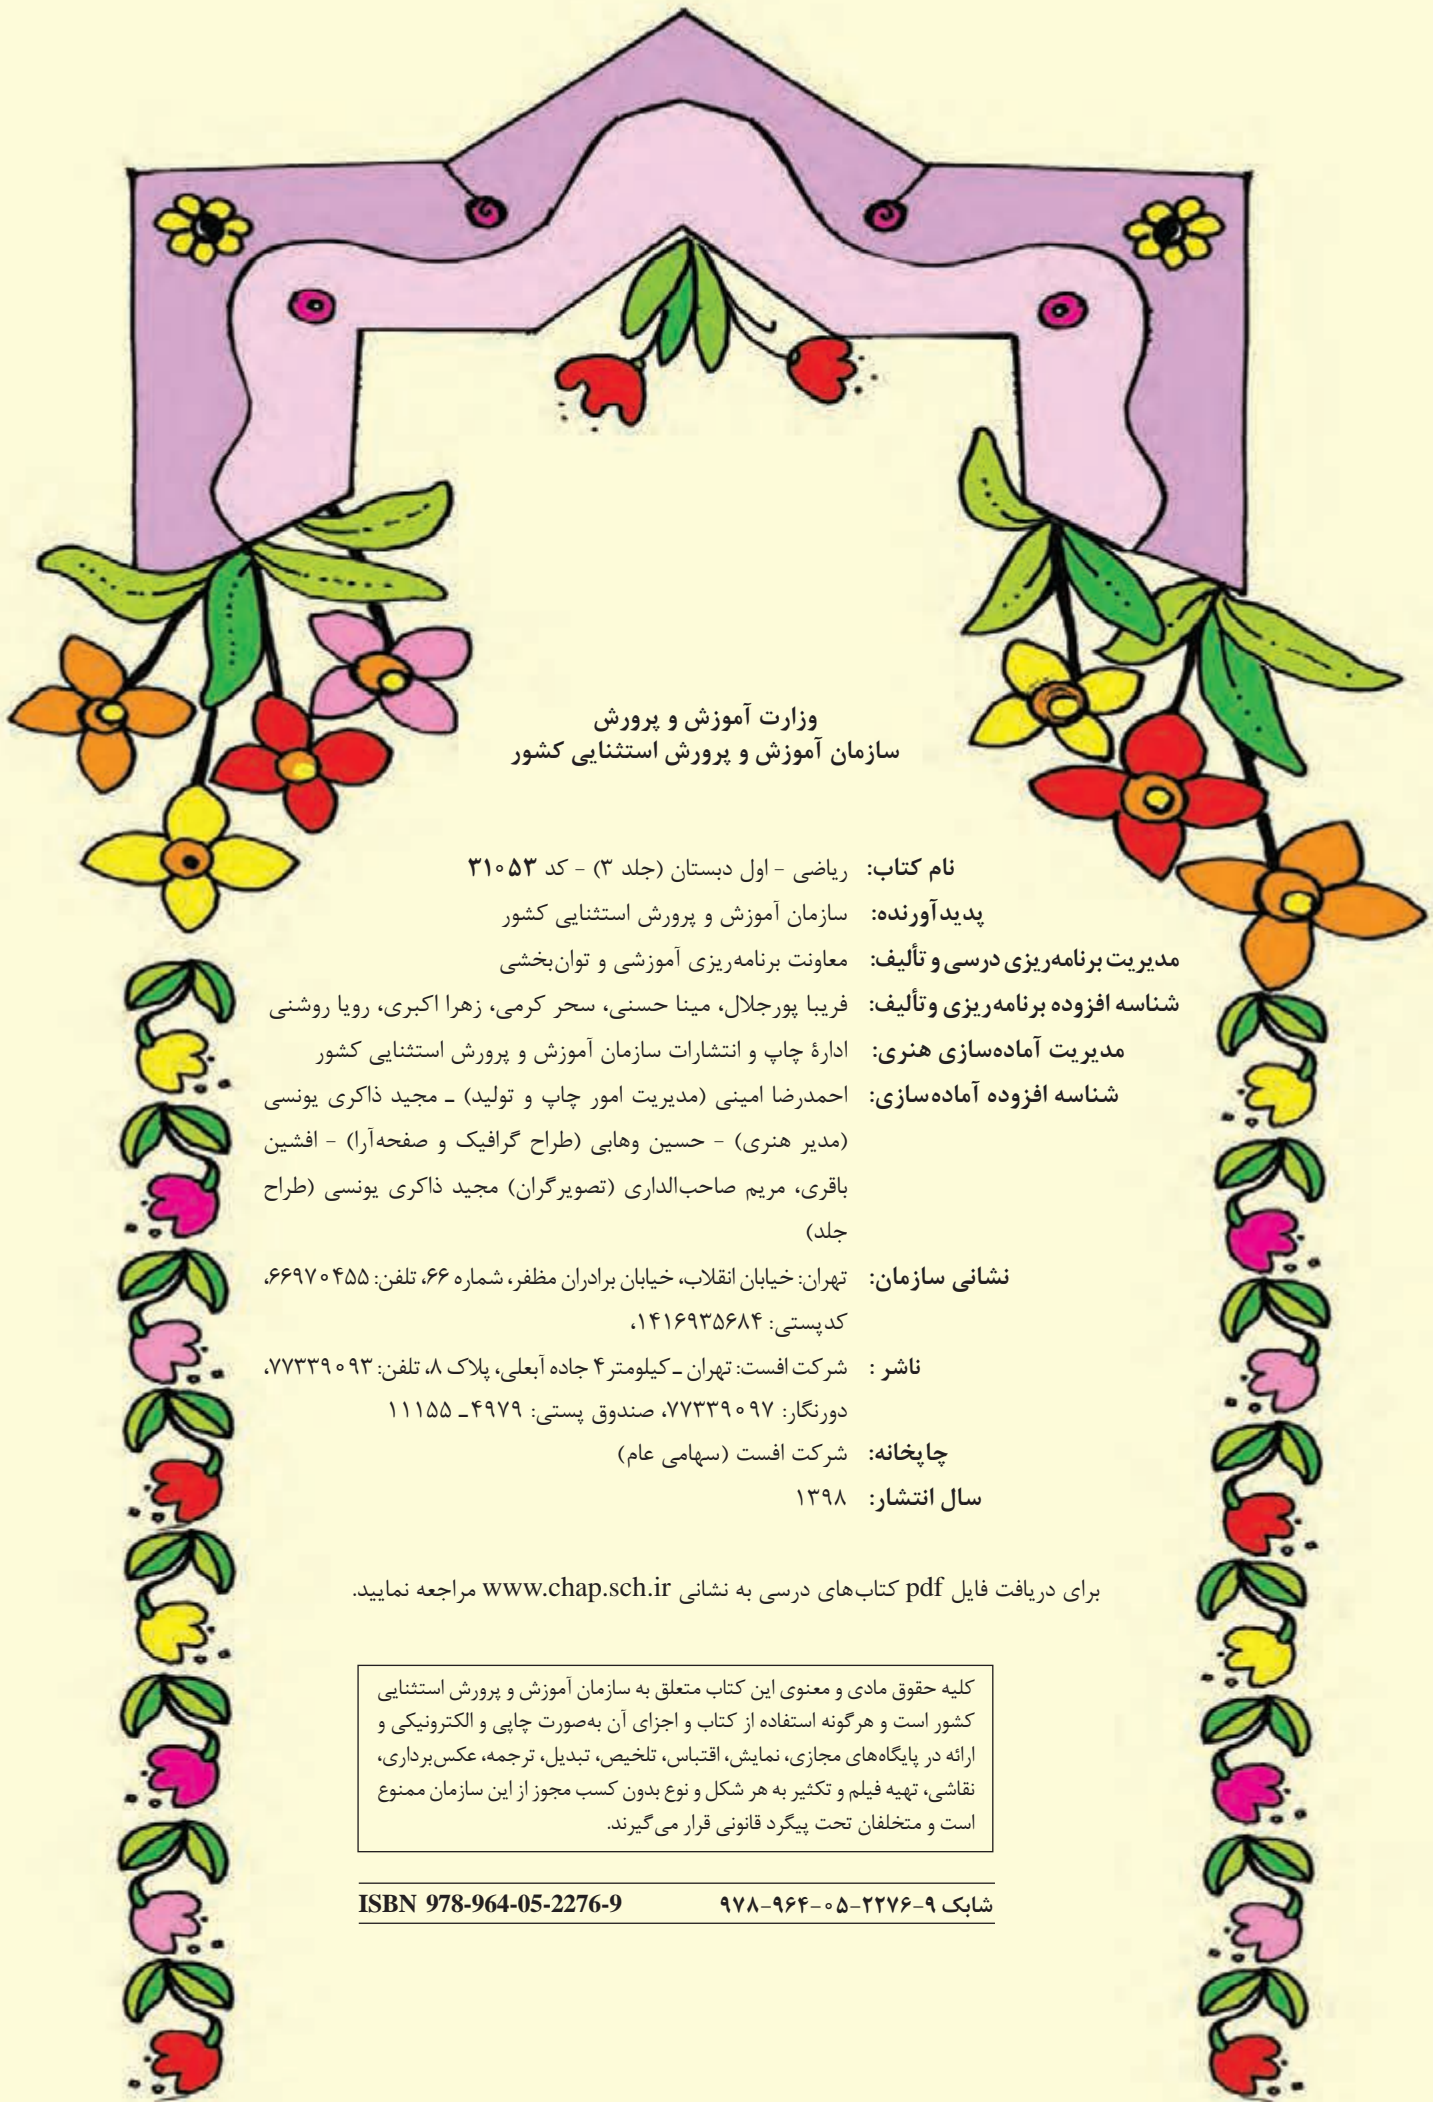 وزارت آموزش و پرورش
سازمان آموزش و پرورش استثنایی کشور
نام کتاب: ریاضی - اول دبستان (جلد ۳) - کد ۳۱۰۵۳
پدیدآورنده: سازمان آموزش و پرورش استثنایی کشور
مدیریت برنامه‌ریزی درسی و تألیف: معاونت برنامه‌ریزی آموزشی و توان‌بخشی
شناسه افزوده برنامه‌ریزی وتألیف: فریبا پورجلال، مینا حسنی، سحر کرمی، زهرا اکبری، رویا روشنی
مدیریت آماده‌سازی هنری: ادارهٔ چاپ و انتشارات سازمان آموزش و پرورش استثنایی کشور
شناسه افزوده آماده‌سازی: احمدرضا امینی (مدیریت امور چاپ و تولید) ـ مجید ذاکری یونسی
(مدیر هنری) - حسین وهابی (طراح گرافیک و صفحه‌آرا) - افشین
باقری، مریم صاحب‌الداری (تصویرگران) مجید ذاکری یونسی (طراح
جلد)
نشانی سازمان: تهران: خیابان انقلاب، خیابان برادران مظفر، شماره ۶۶، تلفن: ۶۶۹۷۰۴۵۵،
کدپستی: ۱۴۱۶۹۳۵۶۸۴،
ناشر : شرکت افست: تهران ـ کیلومتر ۴ جاده آبعلی، پلاک ۸، تلفن: ۷۷۳۳۹۰۹۳،
دورنگار: ۷۷۳۳۹۰۹۷، صندوق پستی: ۴۹۷۹ـ ۱۱۱۵۵
چاپخانه: شرکت افست (سهامی عام)
سال انتشار: ۱۳۹۸
برای دریافت فایل pdf کتاب‌های درسی به نشانی www.chap.sch.ir مراجعه نمایید.
کلیه حقوق مادی و معنوی این کتاب متعلق به سازمان آموزش و پرورش استثنایی
کشور است و هرگونه استفاده از کتاب و اجزای آن به‌صورت چاپی و الکترونیکی و
ارائه در پایگاه‌های مجازی، نمایش، اقتباس، تلخیص، تبدیل، ترجمه، عکس‌برداری،
نقاشی، تهیه فیلم و تکثیر به هر شکل و نوع بدون کسب مجوز از این سازمان ممنوع
است و متخلفان تحت پیگرد قانونی قرار می‌گیرند.
شابک ۹-۲۲۷۶-۰۵-۹۶۴-۹۷۸ ISBN 978-964-05-2276-9